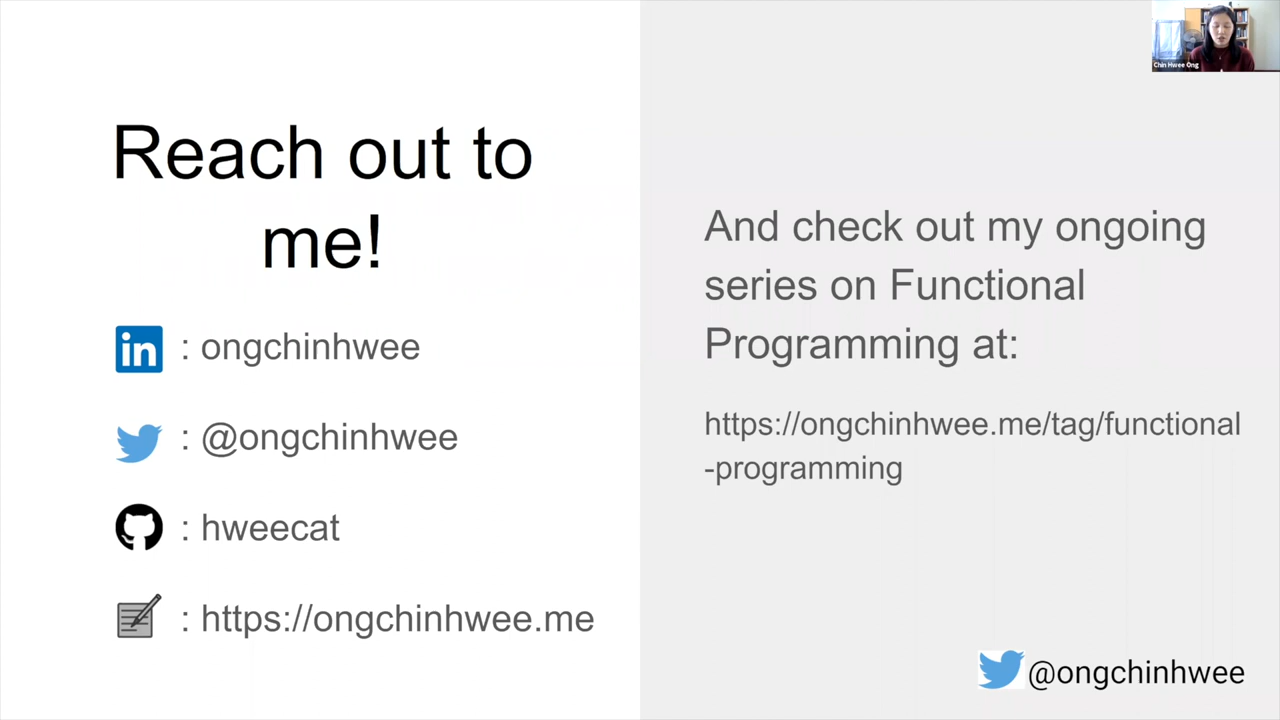 Reach out to
me!
in : ongchinhwee
: @ongchinhwee
: hweecat
: https://ongchinhwee.me
And check out my ongoing
series on Functional
Programming at:
https://ongchinhwee.me/tag/functional
-programming
@ongchinhwee
Chin Hwee Ong